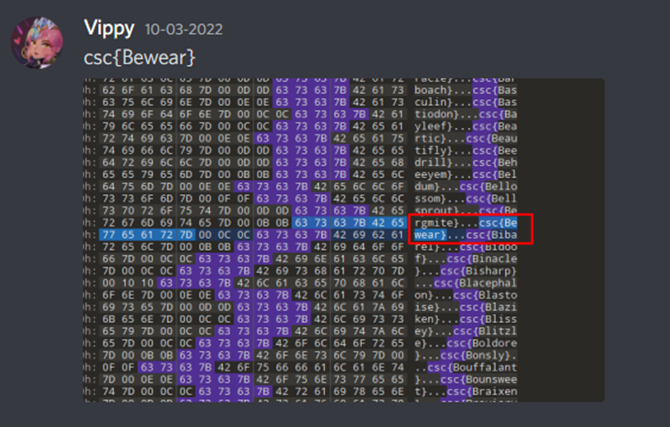 Vippy 10-03-2022
csc{Bewear}
h: 62 6F 61 63 68 7D 00 0D 0D 63 73 63 7B 42 61 73 boach}...csc{Bas
h: 63 75 6C 69 6E 7D 00 0E 0E 63 73 63 7B 42 61 73 culin}...csc{Bas
h: 74 69 6F 64 6F 6E 7D 00 0C 0C 63 73 63 7B 42 61 tiodon}...csc{Ba
h: 79 6C 65 65 66 7D 00 0C 0C 63 73 63 7B 42 65 61 yleef}...csc{Bea
h: 72 74 69 63 7D 00 0E 0E 63 73 63 7B 42 65 61 75 rtic}...csc{Beau
h: 74 69 66 6C 79 7D 00 0D 0D 63 73 63 7B 42 65 65 tifly}...csc{Bee
h: 64 72 69 6C 6C 7D 00 0D 0D 63 73 63 7B 42 65 68 drill}...csc{Beh
h: 65 65 79 65 6D 7D 00 0B 0B 63 73 63 7B 42 65 6C eeyem}...csc{Bel
h: 64 75 6D 7D 00 0E 0E 63 73 63 7B 42 65 6C 6C 6F dum}...csc{Bello
h: 73 73 6F 6D 7D 00 0F 0F 63 73 63 7B 42 65 6C 6C ssom}...csc{Bell
h: 73 70 72 6F 75 74 7D 00 0D 0D 63 73 63 7B 42 65 sprout}...csc{Be
h: 72 67 6D 69 74 65 7D 00 0B 0B 63 73 63 7B 42 65 rgmite}...csc{Be
h: 77 65 61 72 7D 00 0C 0C 63 73 63 7B 42 69 62 61 wear}...csc{Biba
h: 72 65 6C 7D 00 0B 0B 63 73 63 7B 42 69 64 6F 6F rel}...csc{Bidoo
h: 66 7D 00 0C 0C 63 73 63 7B 42 69 6E 61 63 6C 65 f}...csc{Binacle
h: 7D 00 0C 0C 63 73 63 7B 42 69 73 68 61 72 70 7D }...csc{Bisharp}
h: 00 10 10 63 73 63 7B 42 6C 61 63 65 70 68 61 6C ...csc{Blacephal
h: 6F 6E 7D 00 0E 0E 63 73 63 7B 42 6C 61 73 74 6F on}...csc{Blasto
h: 69 73 65 7D 00 0D 0D 63 73 63 7B 42 6C 61 7A 69 ise}...csc{Blazi
h: 6B 65 6E 7D 00 0C 0C 63 73 63 7B 42 6C 69 73 73 ken}...csc{Bliss
h: 65 79 7D 00 0C 0C 63 73 63 7B 42 6C 69 74 7A 6C ey}...csc{Blitzl
h: 65 7D 00 0C 0C 63 73 63 7B 42 6F 6C 64 6F 72 65 e}...csc{Boldore
h: 7D 00 0B 0B 63 73 63 7B 42 6F 6E 73 6C 79 7D 00 }...csc{Bonsly}.
h: 0F 0F 63 73 63 7B 42 6F 75 66 66 61 6C 61 6E 74 ..csc{Bouffalant
h: 7D 00 0E 0E 63 73 63 7B 42 6F 75 6E 73 77 65 65 }...csc{Bounswee
h: 74 7D 00 0C 0C 63 73 63 7B 42 72 61 69 78 65 6E t}...csc{Braixen